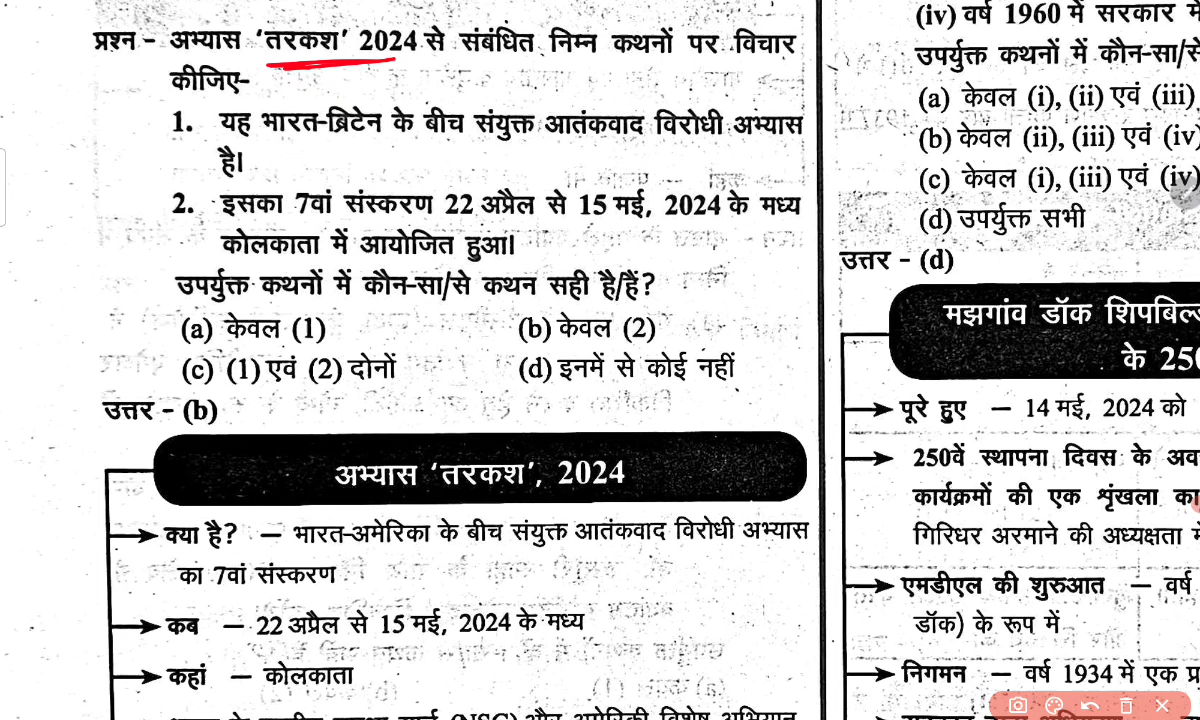 प्रश्न – अभ्यास ‘तरकश’ 2024 से संबंधित निम्न कथनों पर विचार
कीजिए–
1. यह भारत-ब्रिटेन के बीच संयुक्त आतंकवाद विरोधी अभ्यास
है।
2. इसका 7वां संस्करण 22 अप्रैल से 15 मई, 2024 के मध्य
कोलकाता में आयोजित हुआ।
उपर्युक्त कथनों में कौन-सा/से कथन सही है/हैं?
(a) केवल (1) (b) केवल (2)
(c) (1) एवं (2) दोनों (d) इनमें से कोई नहीं
उत्तर – (b)
अभ्यास ‘तरकश’, 2024
क्या है? – भारत-अमेरिका के बीच संयुक्त आतंकवाद विरोधी अभ्यास
का 7वां संस्करण
कब – 22 अप्रैल से 15 मई, 2024 के मध्य
कहां – कोलकाता
(iv) वर्ष 1960 में सरकार
उपर्युक्त कथनों में कौन-सा/से
(a) केवल (i), (ii) एवं (iii)
(b) केवल (ii), (iii) एवं (iv)
(c) केवल (i), (iii) एवं (iv)
(d) उपर्युक्त सभी
उत्तर – (d)
मझगांव डॉक
के 250
पूरे हुए – 14 मई, 2024 को
250वें स्थापना दिवस के
कार्यक्रमों की एक शृंखला
गिरिधर अरमाने की अध्यक्षता
एमडीएल की शुरुआत – वर्ष
डॉक) के रूप में
निगमन – वर्ष 1934 में एक